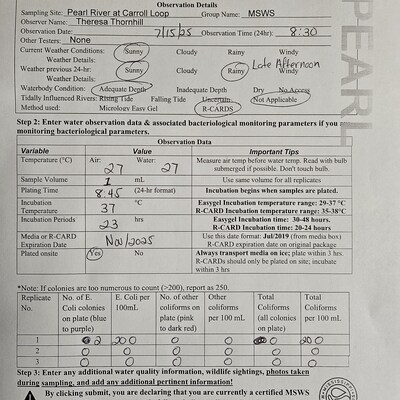 Observation Details
Sampling Site: Pearl River at Carroll Loop Group Name: MSWS
Observer Name: Theresa Thornhill
Observation Date: 7/15/25 Observation Time (24hr): 8:30
Other Testers: None
Current Weather Conditions: Sunny Cloudy Rainy Windy
Weather Details:
Weather previous 24-hr: Sunny Cloudy Rainy Windy Late Afternoon
Weather Details:
Waterbody Condition: Adequate Depth Inadequate Depth Dry No Access
Tidally Influenced Rivers: Rising Tide Falling Tide Uncertain Not Applicable
Method used: Micrology Easy Gel R-CARDS
PEARL
Step 2: Enter water observation data & associated bacteriological monitoring parameters if you
monitoring bacteriological parameters.
Observation Data
Variable Value Important Tips
Temperature (°C) Air: 27 Water: 27 Measure air temp before water temp. Read with bulb
submerged if possible. Don't touch bulb.
Sample Volume 1 mL Use same volume for all replicates
Plating Time 8:45 (24-hr format) Incubation begins when samples are plated.
Incubation Temperature 37 °C Easygel Incubation temperature range: 29-37 °C
R-CARD Incubation temperature range: 35-38°C
Incubation Periods 23 hrs Easygel Incubation time: 30-48 hours.
R-CARD Incubation time: 20-24 hours
Media or R-CARD Expiration Date Nov/2025 Use this date format: Jul/2019 (from media box)
R-CARD expiration date on original package
Plated onsite Yes No Always transport media on ice; plate within 3 hrs.
R-CARDs should only be plated on site; incubate
within 3 hrs
*Note: If colonies are too numerous to count (>200), report as 250.
Replicate No. No. of E. Coli colonies on plate (blue to purple) E. Coli per 100mL No. of other coliforms on plate (pink to dark red) Other coliforms per 100 mL Total Coliforms (all colonies on plate) Total Coliforms per 100 mL
1 2 200 0 0 200
2 0 0 0 0 0 0
3 0 0 0 0 0 0
Step 3: Enter any additional water quality information, wildlife sightings, photos taken
during sampling, and add any additional pertinent information!
By clicking submit, you are declaring that you are currently a certified MSWS